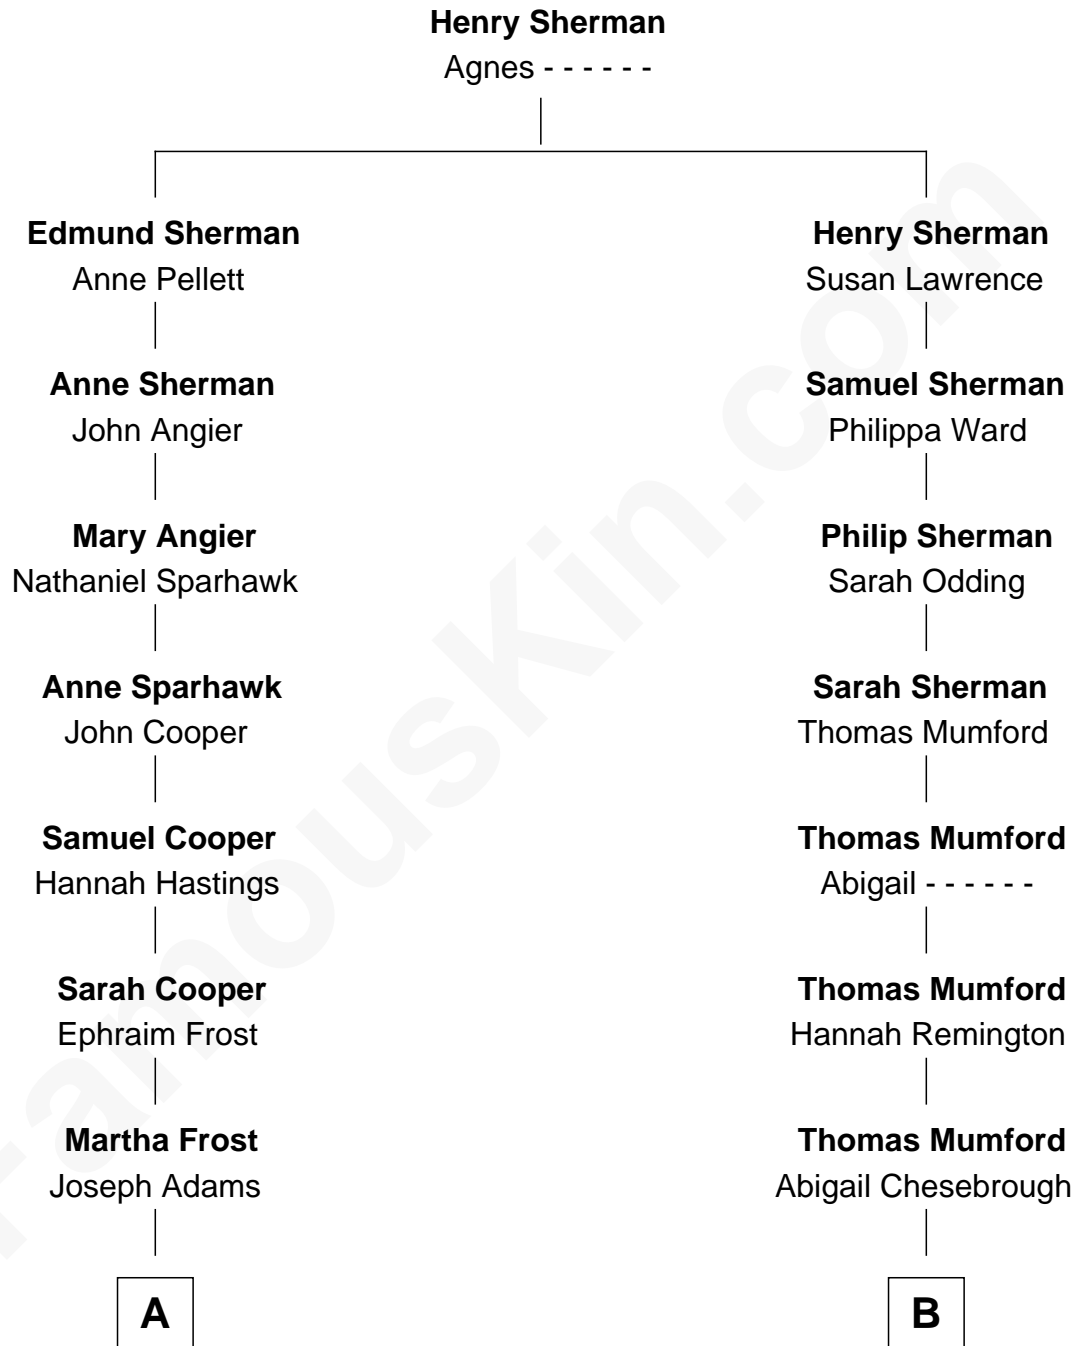 Henry Sherman
Agnes - - - - - -
Edmund Sherman
Anne Pellett
Henry Sherman
Susan Lawrence
Anne Sherman
John Angier
Samuel Sherman
Philippa Ward
Mary Angier
Nathaniel Sparhawk
Philip Sherman
Sarah Odding
Anne Sparhawk
John Cooper
Sarah Sherman
Thomas Mumford
Samuel Cooper
Hannah Hastings
Thomas Mumford
Abigail - - - - - -
Sarah Cooper
Ephraim Frost
Thomas Mumford
Hannah Remington
Martha Frost
Joseph Adams
Thomas Mumford
Abigail Chesebrough
A
B
FamousKin.com